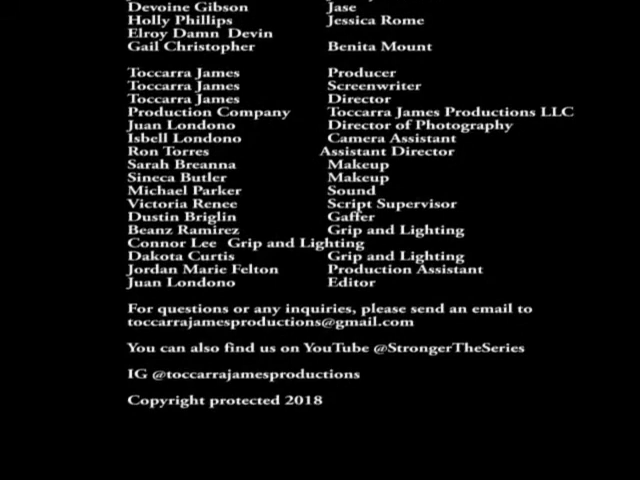 Devoine Gibson Jase
Holly Phillips Jessica Rome
Elroy Damn Devin
Gail Christopher Benita Mount
Toccarra James Producer
Toccarra James Screenwriter
Toccarra James Director
Production Company Toccarra James Productions LLC
Juan Londono Director of Photography
Isbell Londono Camera Assistant
Ron Torres Assistant Director
Sarah Breanna Makeup
Sineca Butler Makeup
Michael Parker Sound
Victoria Renee Script Supervisor
Dustin Briglin Gaffer
Beanz Ramirez Grip and Lighting
Connor Lee Grip and Lighting
Dakota Curtis Grip and Lighting
Jordan Marie Felton Production Assistant
Juan Londono Editor
For questions or any inquiries, please send an email to
toccarrajamesproductions@gmail.com
You can also find us on YouTube @StrongerTheSeries
IG @toccarrajamesproductions
Copyright protected 2018